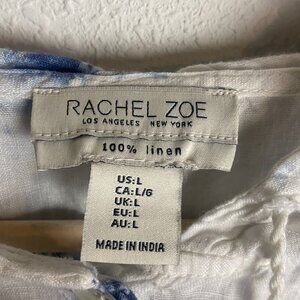 RACHEL ZOE
LOS ANGELES NEW YORK
100% linen
US: L
CA: L/G
UK: L
EU: L
AU: L
MADE IN INDIA